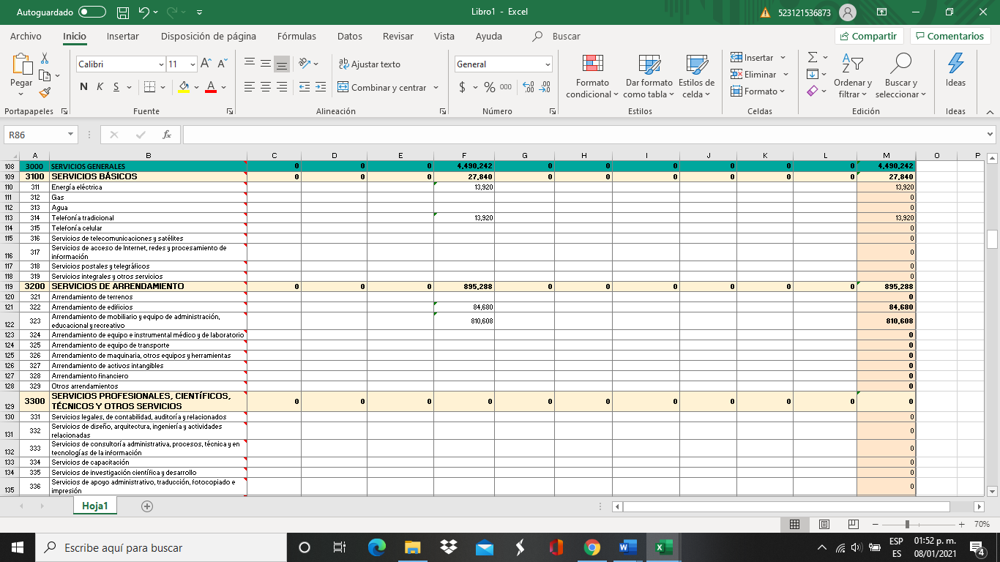 Autoguardado
Libro1 - Excel
523121536873
Archivo Inicio Insertar Disposición de página Fórmulas Datos Revisar Vista Ayuda Buscar Compartir Comentarios
Pegar
Calibri 11
N K S
A A A
ab Ajustar texto
Combinar y centrar
General
$ % 000
Formato condicional
Dar formato como tabla
Estilos de celda
Insertar
Eliminar
Formato
Ordenar y filtrar
Buscar y seleccionar
Ideas
Portapapeles Fuente Alineación Número Estilos Celdas Edición Ideas
R86 fx
A B C D E F G H I J K L M O P
108 3000 SERVICIOS GENERALES 0 0 0 4,490,242 0 0 0 0 0 0 4,490,242
109 3100 SERVICIOS BÁSICOS 0 0 0 27,840 0 0 0 0 0 0 27,840
110 311 Energía eléctrica 13,920 13,920
111 312 Gas 0
112 313 Agua 0
113 314 Telefonía tradicional 13,920 13,920
114 315 Telefonía celular 0
115 316 Servicios de telecomunicaciones y satélites 0
116 317 Servicios de acceso de Internet, redes y procesamiento de
información 0
117 318 Servicios postales y telegráficos 0
118 319 Servicios integrales y otros servicios 0
119 3200 SERVICIOS DE ARRENDAMIENTO 0 0 0 895,288 0 0 0 0 0 0 895,288
120 321 Arrendamiento de terrenos 0
121 322 Arrendamiento de edificios 84,680 84,680
122 323 Arrendamiento de mobiliario y equipo de administración,
educacional y recreativo 810,608 810,608
123 324 Arrendamiento de equipo e instrumental médico y de laboratorio 0
124 325 Arrendamiento de equipo de transporte 0
125 326 Arrendamiento de maquinaria, otros equipos y herramientas 0
126 327 Arrendamiento de activos intangibles 0
127 328 Arrendamiento financiero 0
128 329 Otros arrendamientos 0
129 3300 SERVICIOS PROFESIONALES, CIENTÍFICOS,
TÉCNICOS Y OTROS SERVICIOS 0 0 0 0 0 0 0 0 0 0 0
130 331 Servicios legales, de contabilidad, auditoría y relacionados 0
131 332 Servicios de diseño, arquitectura, ingeniería y actividades
relacionadas 0
132 333 Servicios de consultoría administrativa, procesos, técnica y en
tecnologías de la información 0
133 334 Servicios de capacitación 0
134 335 Servicios de investigación científica y desarrollo 0
135 336 Servicios de apoyo administrativo, traducción, fotocopiado e
impresión 0
Hoja1
70%
Escribe aquí para buscar
ESP
ES
01:52 p. m.
08/01/2021
4